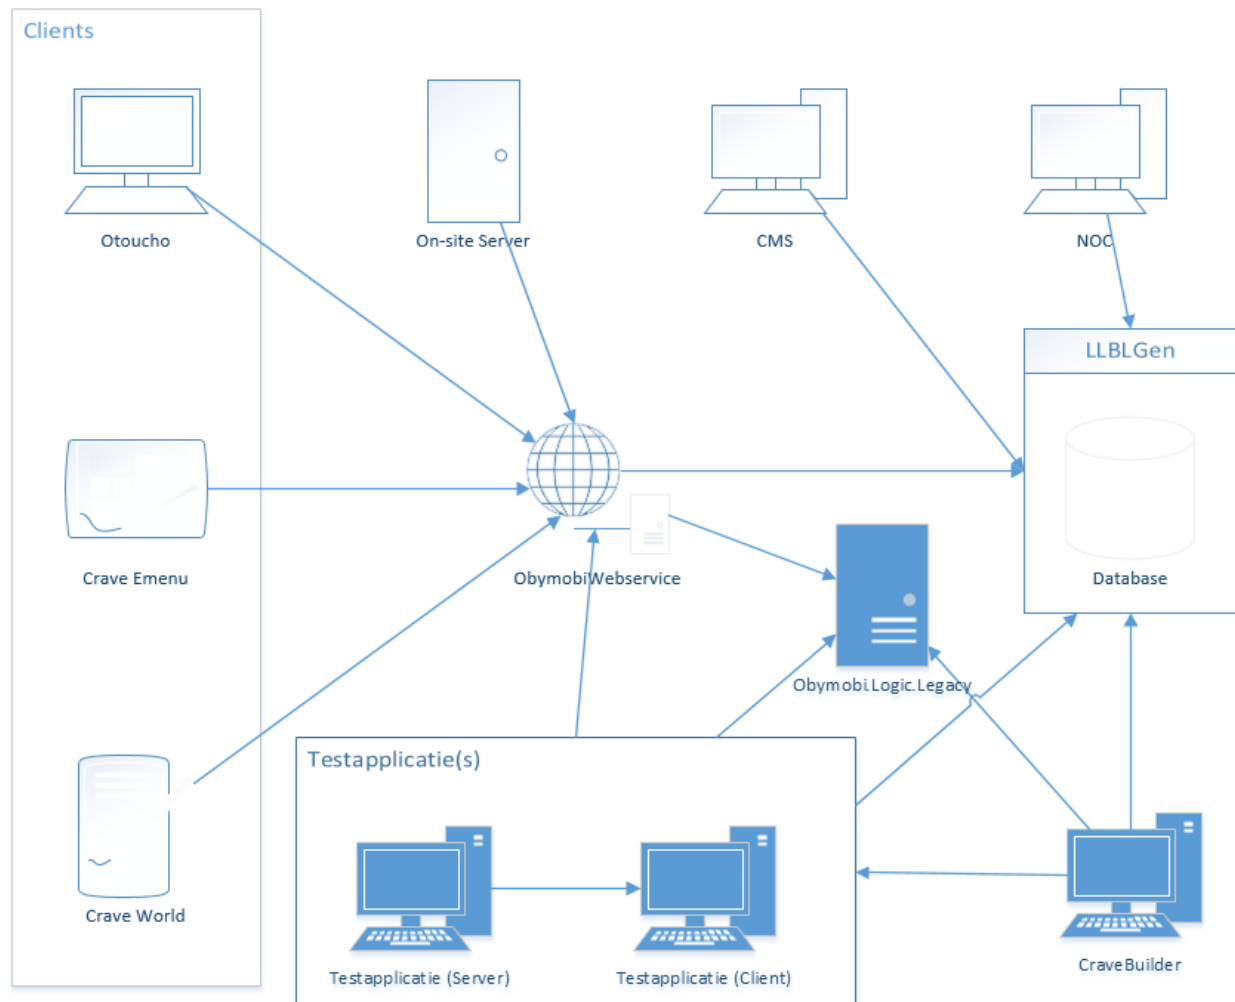 Clients
Otoucho
On-site Server
CMS
NOC
LLBLGen
Crave Emenu
ObymobiWebservice
Database
Obymobi.Logic.Legacy
Testapplicatie(s)
Crave World
Testapplicatie (Server)
Testapplicatie (Client)
CraveBuilder